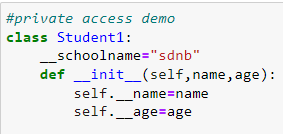 #private access demo
class Student1:
    __schoolname="sdnb"
    def __init__(self,name,age):
        self.__name=name
        self.__age=age